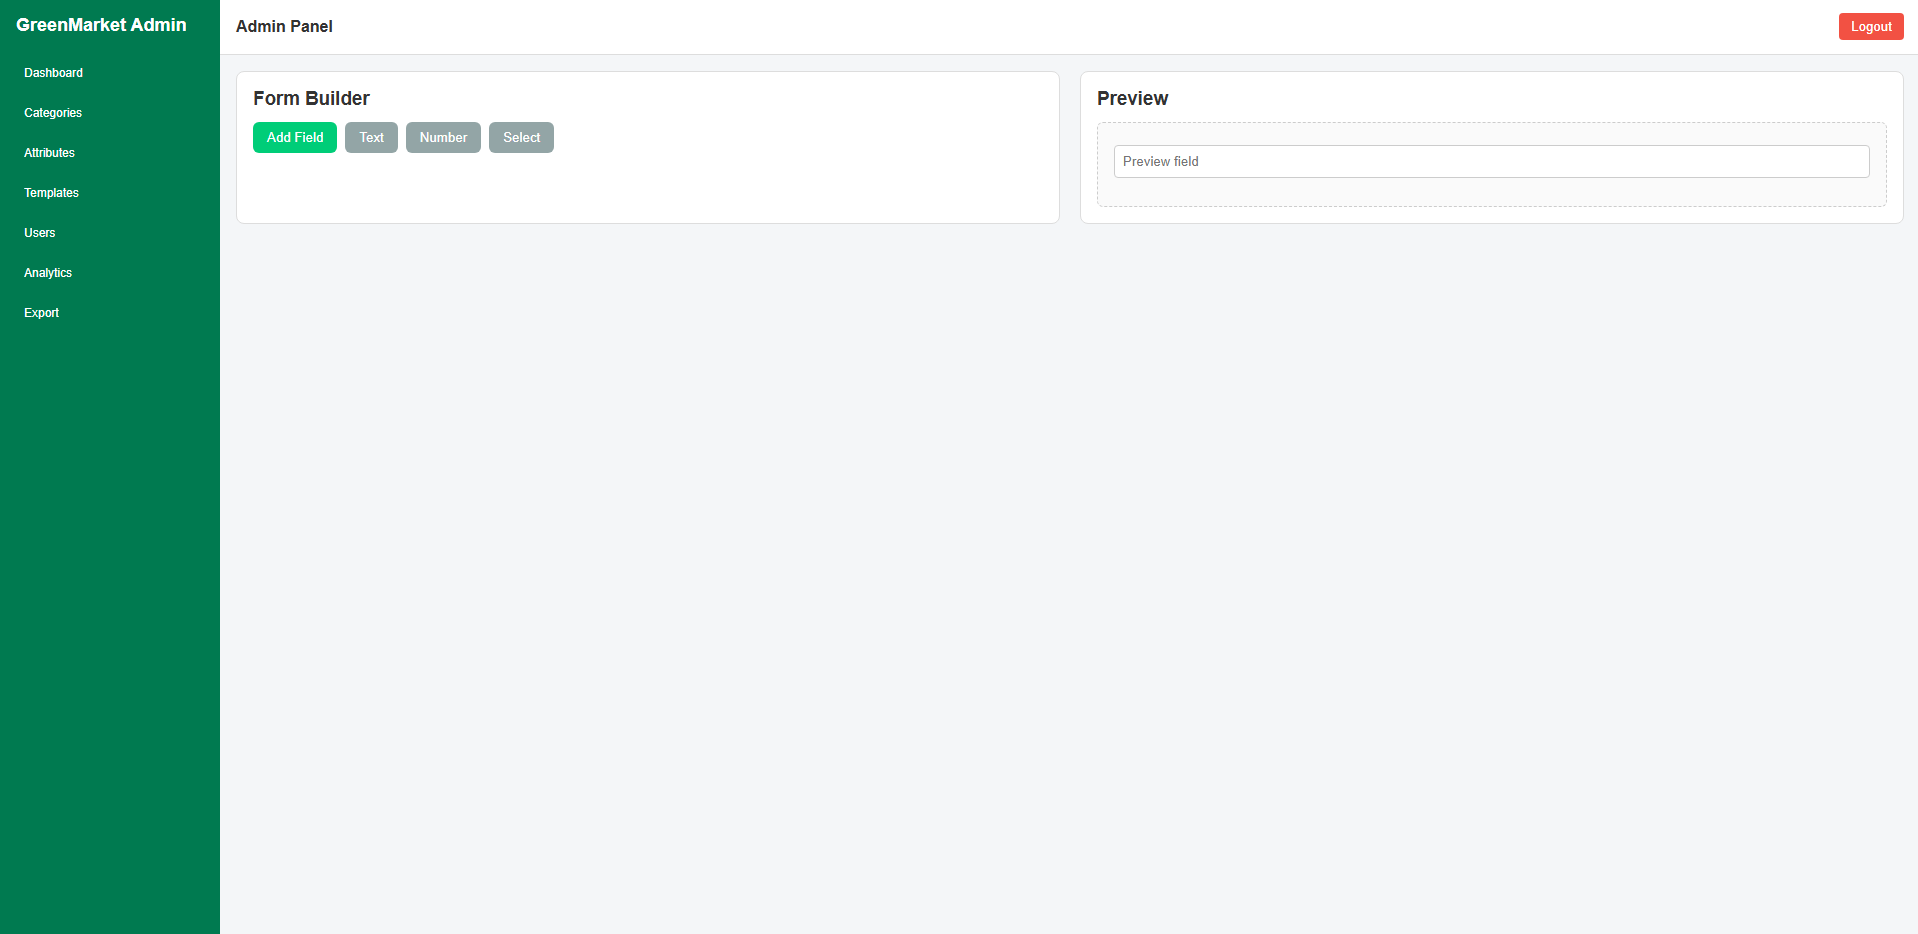 GreenMarket Admin
Dashboard
Categories
Attributes
Templates
Users
Analytics
Export
Admin Panel
Logout
Form Builder
Add Field
Text
Number
Select
Preview
Preview field